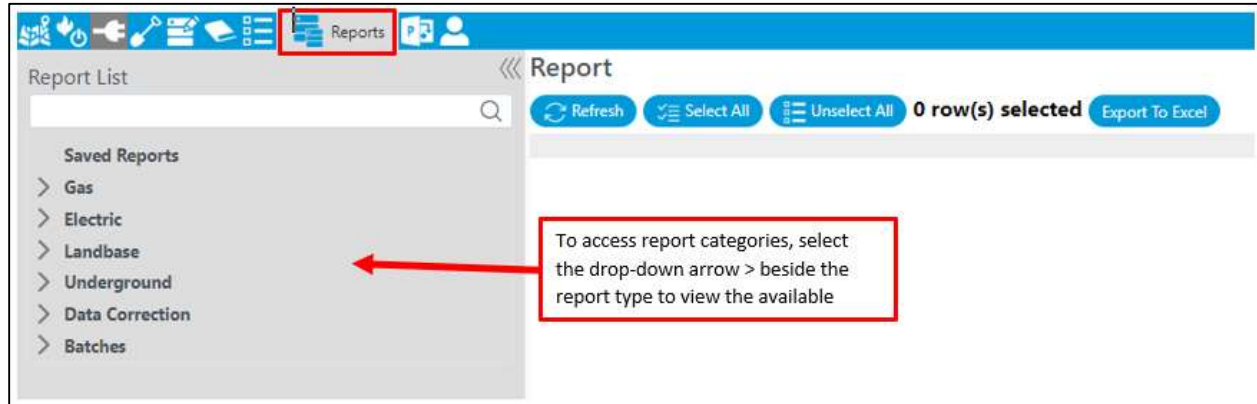 Reports
Report List
Report
Refresh Select All Unselect All 0 row(s) selected Export To Excel
Saved Reports
> Gas
> Electric
> Landbase
> Underground
> Data Correction
> Batches
To access report categories, select
the drop-down arrow > beside the
report type to view the available